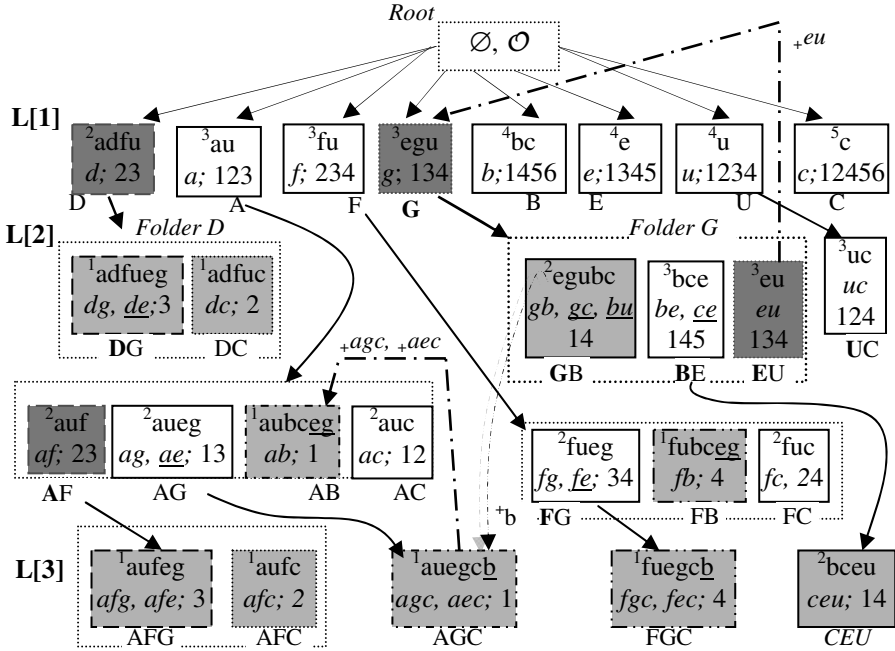 Root
∅, 𝒪
+eu
L[1]
²adfu
d; 23
D
³au
a; 123
A
³fu
f; 234
F
³egu
g; 134
G
⁴bc
b;1456
B
⁴e
e;1345
E
⁴u
u;1234
U
⁵c
c;12456
C
L[2]
Folder D
¹adfueg
dg, de;3
DG
¹adfuc
dc; 2
DC
Folder G
²egubc
gb, gc, bu
14
GB
³bce
be, ce
145
BE
³eu
eu
134
EU
³uc
uc
124
UC
+agc, +aec
²auf
af; 23
AF
²aueg
ag, ae; 13
AG
¹aubceg
ab; 1
AB
²auc
ac; 12
AC
²fueg
fg, fe; 34
FG
¹fubceg
fb; 4
FB
²fuc
fc, 24
FC
+b
L[3]
¹aufeg
afg, afe; 3
AFG
¹aufc
afc; 2
AFC
¹auegcb
agc, aec; 1
AGC
¹fuegcb
fgc, fec; 4
FGC
²bceu
ceu; 14
CEU